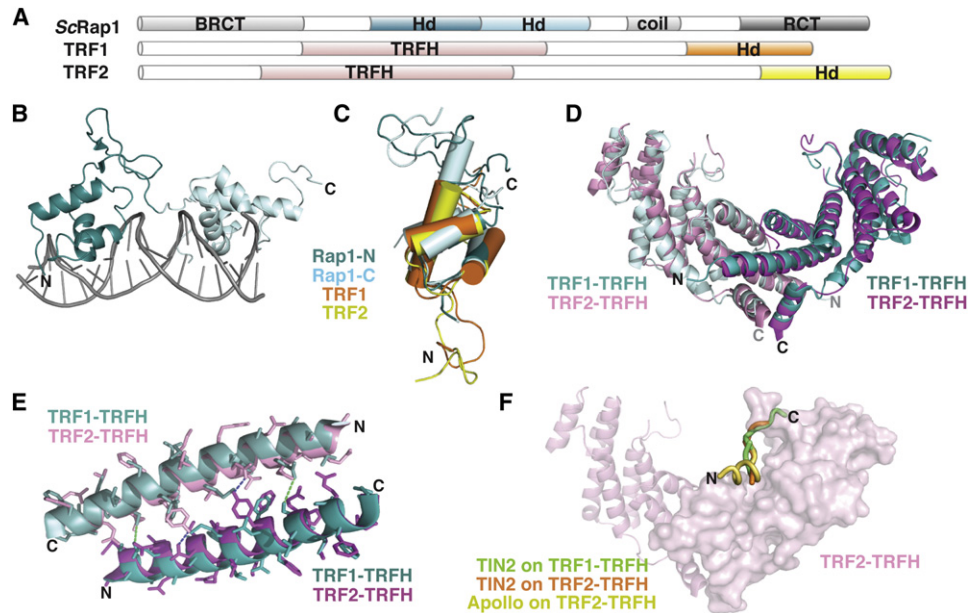 A
ScRap1 BRCT Hd Hd coil RCT
TRF1 TRFH Hd
TRF2 TRFH Hd
B
N
C
C
Rap1-N
Rap1-C
TRF1
TRF2
C
N
D
TRF1-TRFH
TRF2-TRFH
N
N
C
C
TRF1-TRFH
TRF2-TRFH
E
TRF1-TRFH
TRF2-TRFH
N
C
C
N
TRF1-TRFH
TRF2-TRFH
F
C
N
TIN2 on TRF1-TRFH
TIN2 on TRF2-TRFH
Apollo on TRF2-TRFH
TRF2-TRFH